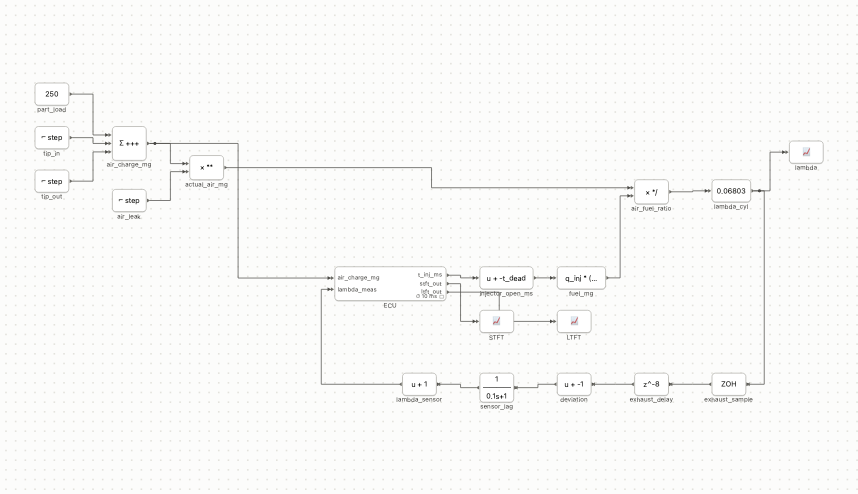 250
part_load
⌐ step
tip_in
⌐ step
tip_out
Σ +++
air_charge_mg
⌐ step
air_leak
× **
actual_air_mg
air_charge_mg
lambda_meas
t_inj_ms
stft_out
ltft_out
10 ms
ECU
u + -t_dead
injector_open_ms
q_inj * (...
fuel_mg
STFT
LTFT
× */
air_fuel_ratio
0.06803
lambda_cyl
lambda
u + 1
lambda_sensor
1
0.1s+1
sensor_lag
u + -1
deviation
z^-8
exhaust_delay
ZOH
exhaust_sample